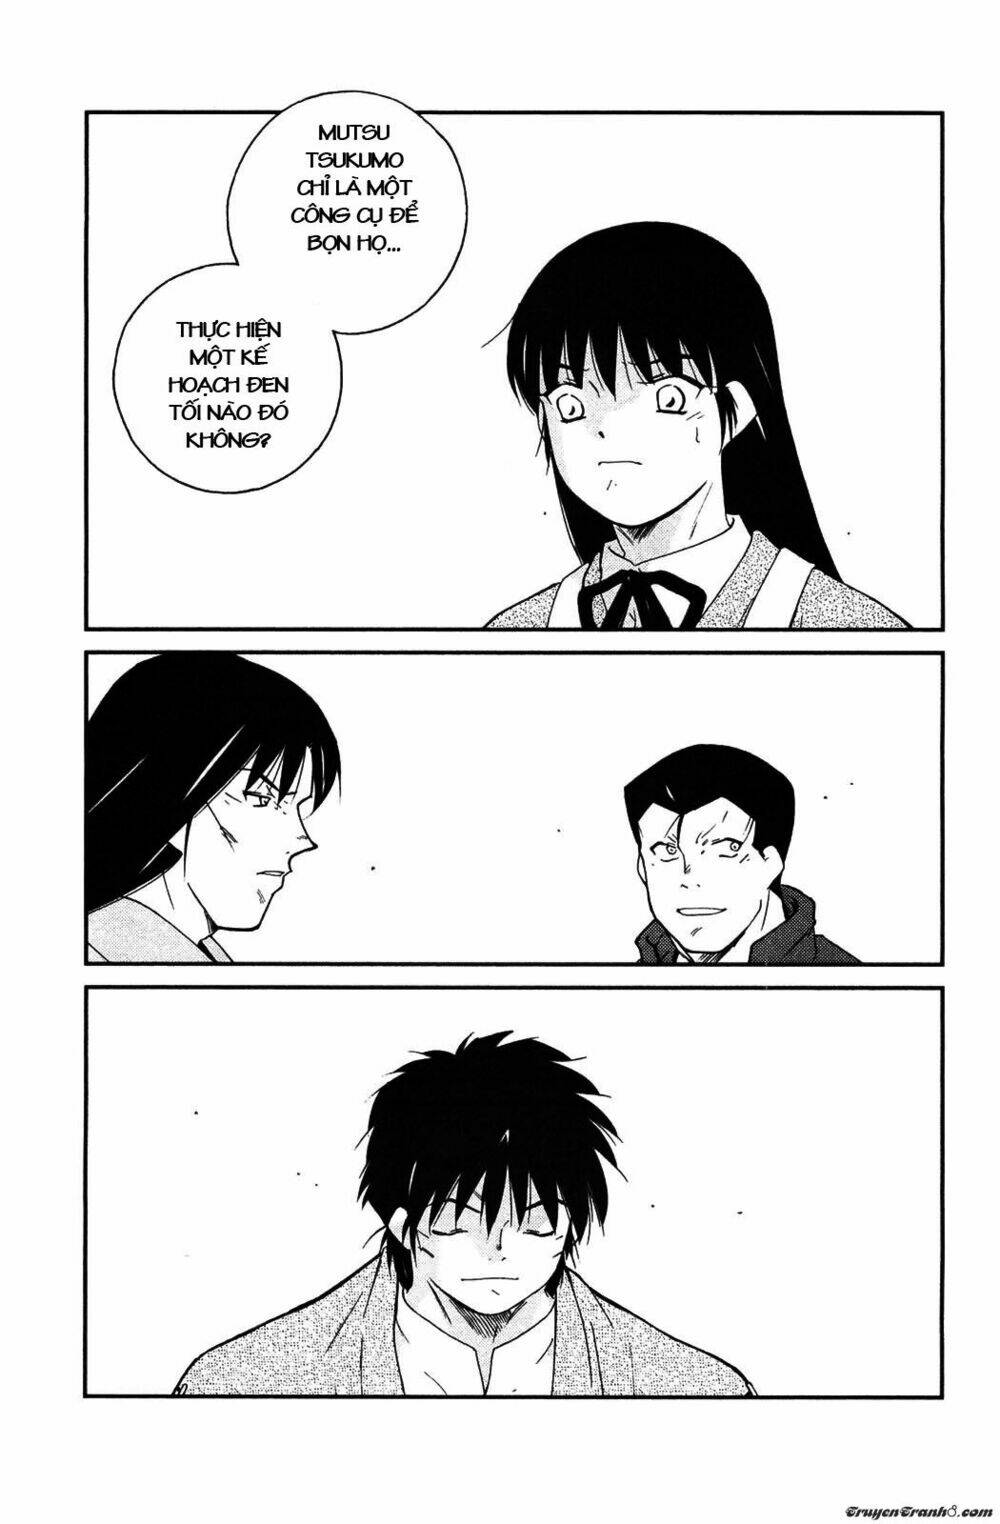 MUTSU
TSUKUMO
CHỈ LÀ MỘT
CÔNG CỤ ĐỂ
BỌN HỌ...
THỰC HIỆN
MỘT KẾ
HOẠCH ĐEN
TỐI NÀO ĐÓ
KHÔNG?
TruyenTranh8.com